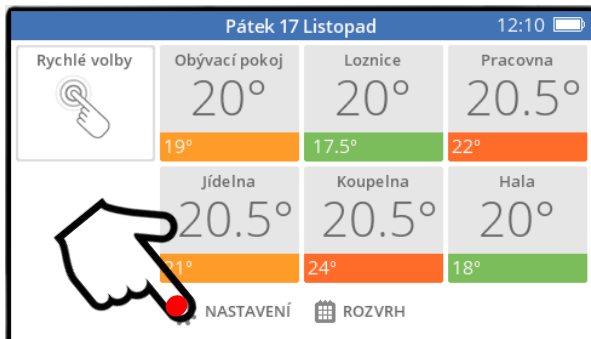 Pátek 17 Listopad 12:10
Rychlé volby
Obývací pokoj
20°
19°
Loznice
20°
17.5°
Pracovna
20.5°
22°
Jídelna
20.5°
21°
Koupelna
20.5°
24°
Hala
20°
18°
NASTAVENÍ
ROZVRH